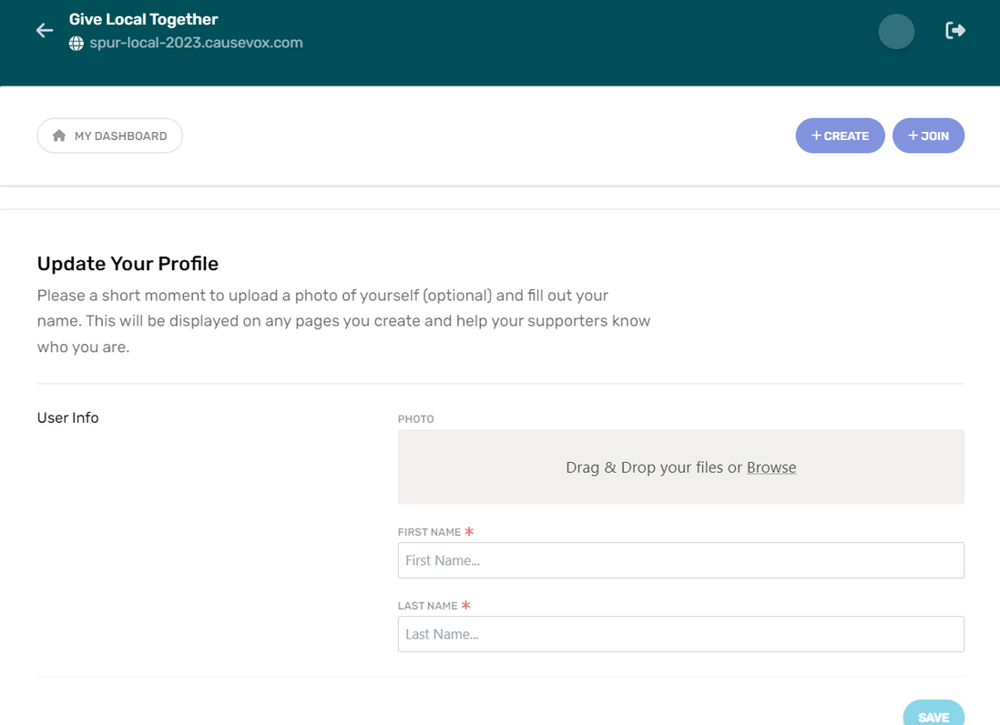 Give Local Together
spur-local-2023.causevox.com
MY DASHBOARD
+ CREATE
+ JOIN
Update Your Profile
Please a short moment to upload a photo of yourself (optional) and fill out your
name. This will be displayed on any pages you create and help your supporters know
who you are.
User Info
PHOTO
Drag & Drop your files or Browse
FIRST NAME *
First Name...
LAST NAME *
Last Name...
SAVE